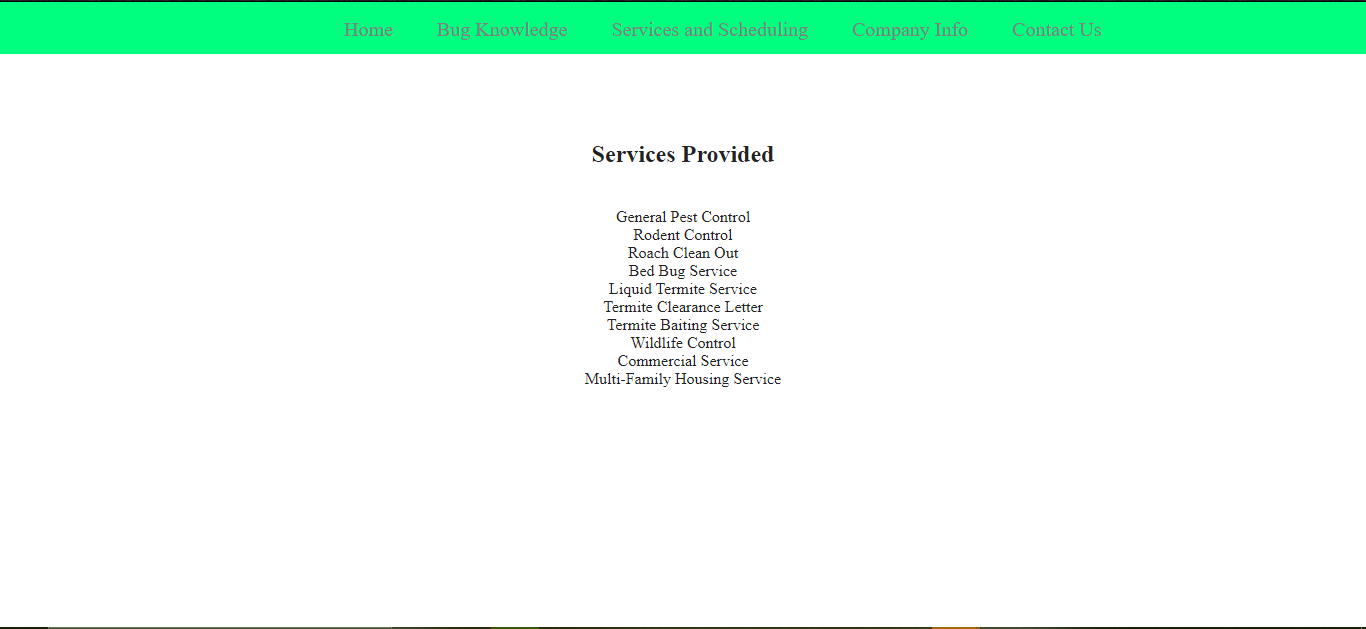 Home Bug Knowledge Services and Scheduling Company Info Contact Us
Services Provided
General Pest Control
Rodent Control
Roach Clean Out
Bed Bug Service
Liquid Termite Service
Termite Clearance Letter
Termite Baiting Service
Wildlife Control
Commercial Service
Multi-Family Housing Service